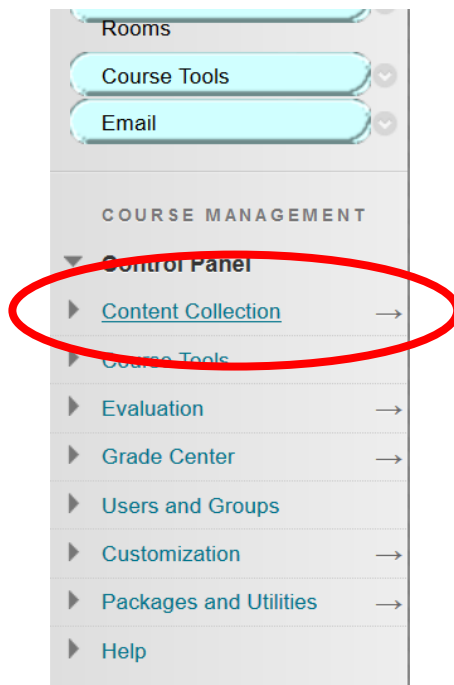 Rooms
Course Tools
Email
COURSE MANAGEMENT
Control Panel
Content Collection →
Course Tools
Evaluation →
Grade Center →
Users and Groups
Customization →
Packages and Utilities →
Help